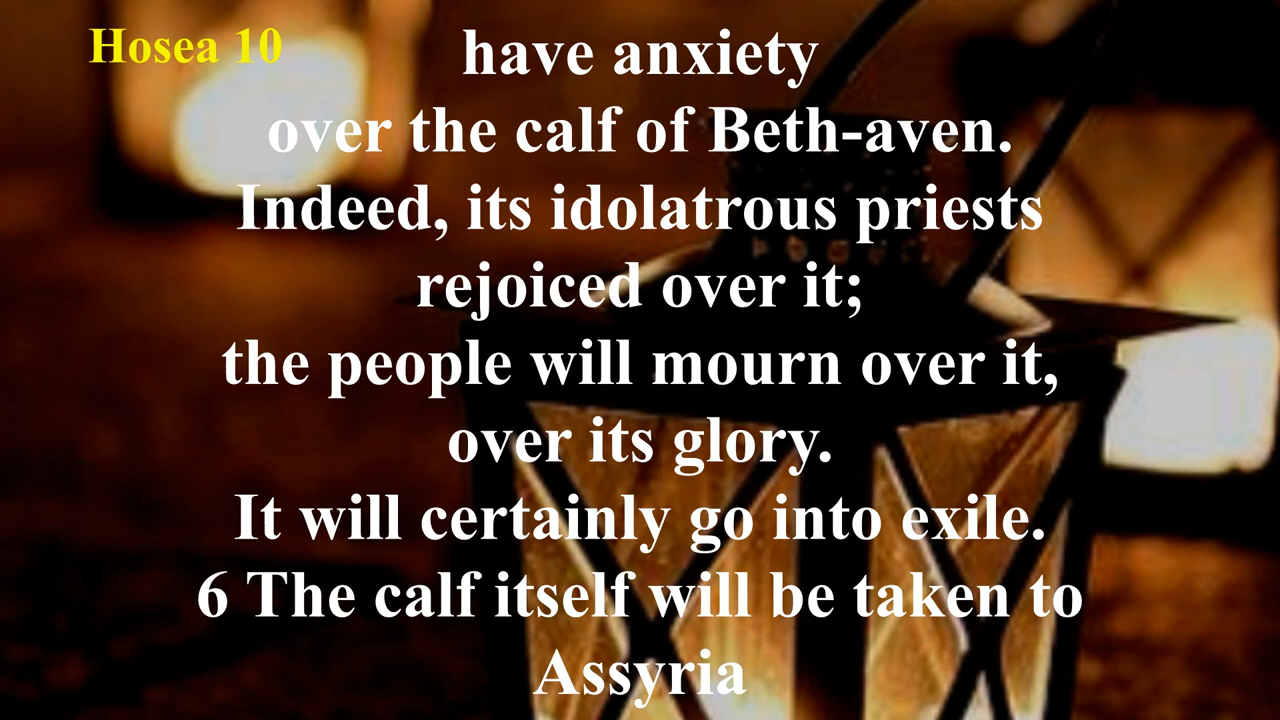 Hosea 10
have anxiety
over the calf of Beth-aven.
Indeed, its idolatrous priests
rejoiced over it;
the people will mourn over it,
over its glory.
It will certainly go into exile.
6 The calf itself will be taken to
Assyria